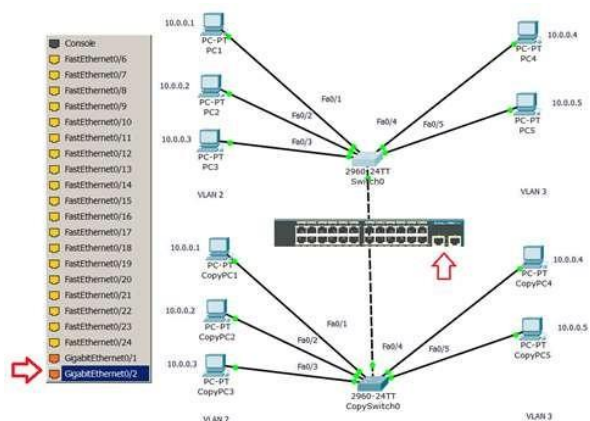 Console
FastEthernet0/6
FastEthernet0/7
FastEthernet0/8
FastEthernet0/9
FastEthernet0/10
FastEthernet0/11
FastEthernet0/12
FastEthernet0/13
FastEthernet0/14
FastEthernet0/15
FastEthernet0/16
FastEthernet0/17
FastEthernet0/18
FastEthernet0/19
FastEthernet0/20
FastEthernet0/21
FastEthernet0/22
FastEthernet0/23
FastEthernet0/24
GigabitEthernet0/1
GigabitEthernet0/2
10.0.0.1
PC-PT
PC1
10.0.0.2
PC-PT
PC2
10.0.0.3
PC-PT
PC3
VLAN 2
Fa0/1
Fa0/2
Fa0/3
Fa0/4
Fa0/5
2960-24TT
Switch0
10.0.0.4
PC-PT
PC4
10.0.0.5
PC-PT
PC5
VLAN 3
10.0.0.1
PC-PT
CopyPC1
10.0.0.2
PC-PT
CopyPC2
10.0.0.3
PC-PT
CopyPC3
VLAN 2
Fa0/1
Fa0/2
Fa0/3
Fa0/4
Fa0/5
2960-24TT
CopySwitch0
10.0.0.4
PC-PT
CopyPC4
10.0.0.5
PC-PT
CopyPC5
VLAN 3